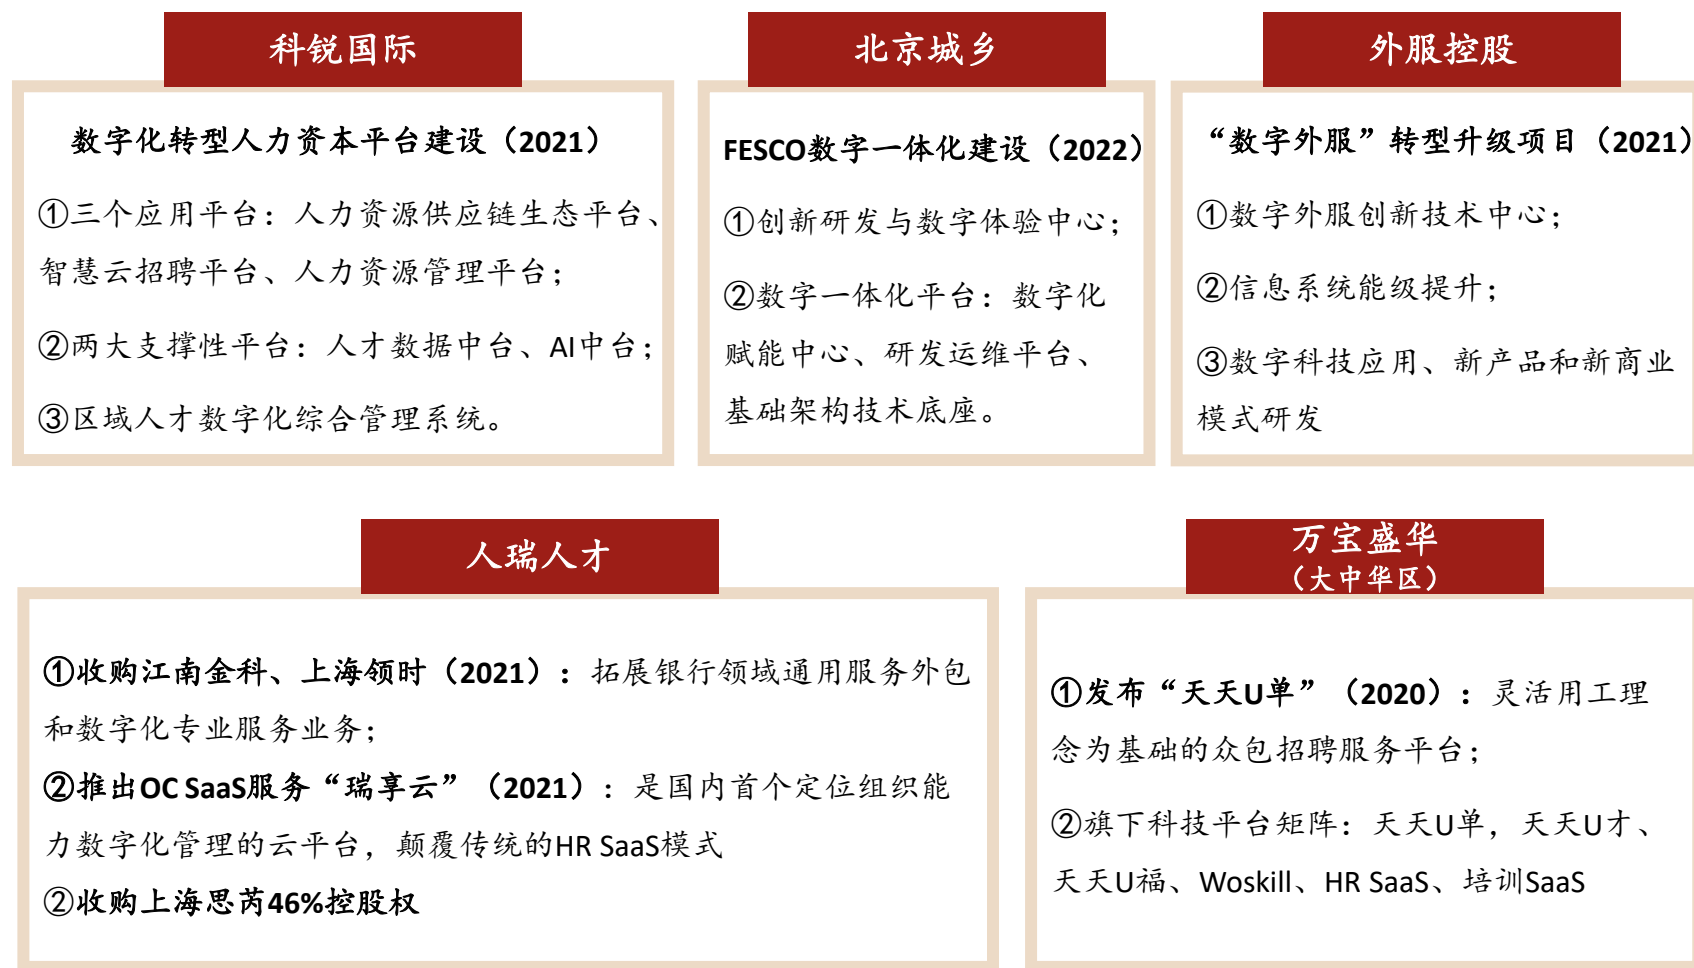 科锐国际
数字化转型人力资本平台建设（2021）
①三个应用平台：人力资源供应链生态平台、
智慧云招聘平台、人力资源管理平台；
②两大支撑性平台：人才数据中台、AI中台；
③区域人才数字化综合管理系统。
北京城乡
FESCO数字一体化建设（2022）
①创新研发与数字体验中心；
②数字一体化平台：数字化
赋能中心、研发运维平台、
基础架构技术底座。
外服控股
“数字外服”转型升级项目（2021）
①数字外服创新技术中心；
②信息系统能级提升；
③数字科技应用、新产品和新商业
模式研发
人瑞人才
①收购江南金科、上海领时（2021）：拓展银行领域通用服务外包
和数字化专业服务业务；
②推出OC SaaS服务“瑞享云”（2021）：是国内首个定位组织能
力数字化管理的云平台，颠覆传统的HR SaaS模式
②收购上海思芮46%控股权
万宝盛华
（大中华区）
①发布“天天U单”（2020）：灵活用工理
念为基础的众包招聘服务平台；
②旗下科技平台矩阵：天天U单，天天U才、
天天U福、Woskill、HR SaaS、培训SaaS